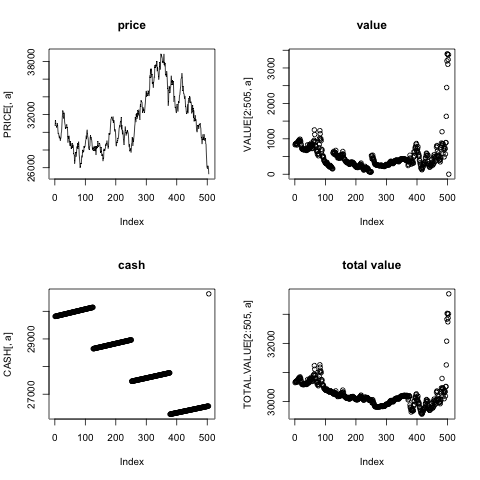 price
PRICE[, a]
26000 32000 38000
0 100 200 300 400 500
Index
value
VALUE[2:505, a]
0 1000 2000 3000
0 100 200 300 400 500
Index
cash
CASH[, a]
27000 29000
0 100 200 300 400 500
Index
total value
TOTAL.VALUE[2:505, a]
30000 32000
0 100 200 300 400 500
Index